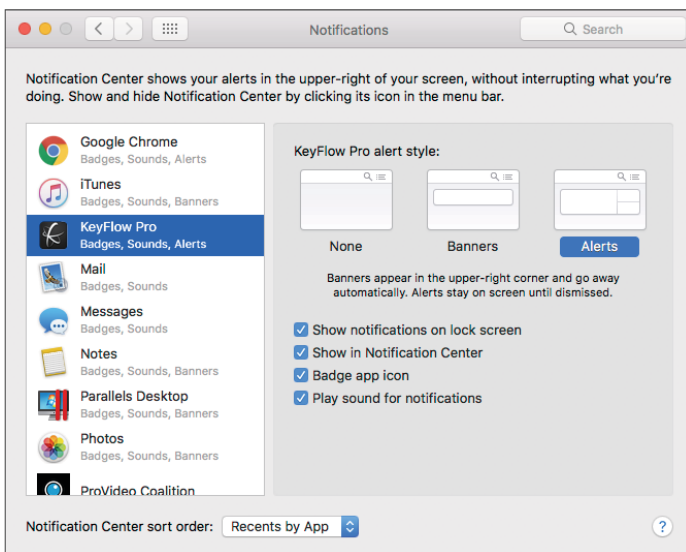 Notifications
Search
Notification Center shows your alerts in the upper-right of your screen, without interrupting what you're
doing. Show and hide Notification Center by clicking its icon in the menu bar.
Google Chrome
Badges, Sounds, Alerts
iTunes
Badges, Sounds, Banners
KeyFlow Pro
Badges, Sounds, Alerts
Mail
Badges, Sounds
Messages
Badges, Sounds
Notes
Badges, Sounds, Banners
Parallels Desktop
Badges, Sounds, Banners
Photos
Badges, Sounds, Banners
ProVideo Coalition
KeyFlow Pro alert style:
None
Banners
Alerts
Banners appear in the upper-right corner and go away
automatically. Alerts stay on screen until dismissed.
Show notifications on lock screen
Show in Notification Center
Badge app icon
Play sound for notifications
Notification Center sort order: Recents by App
?